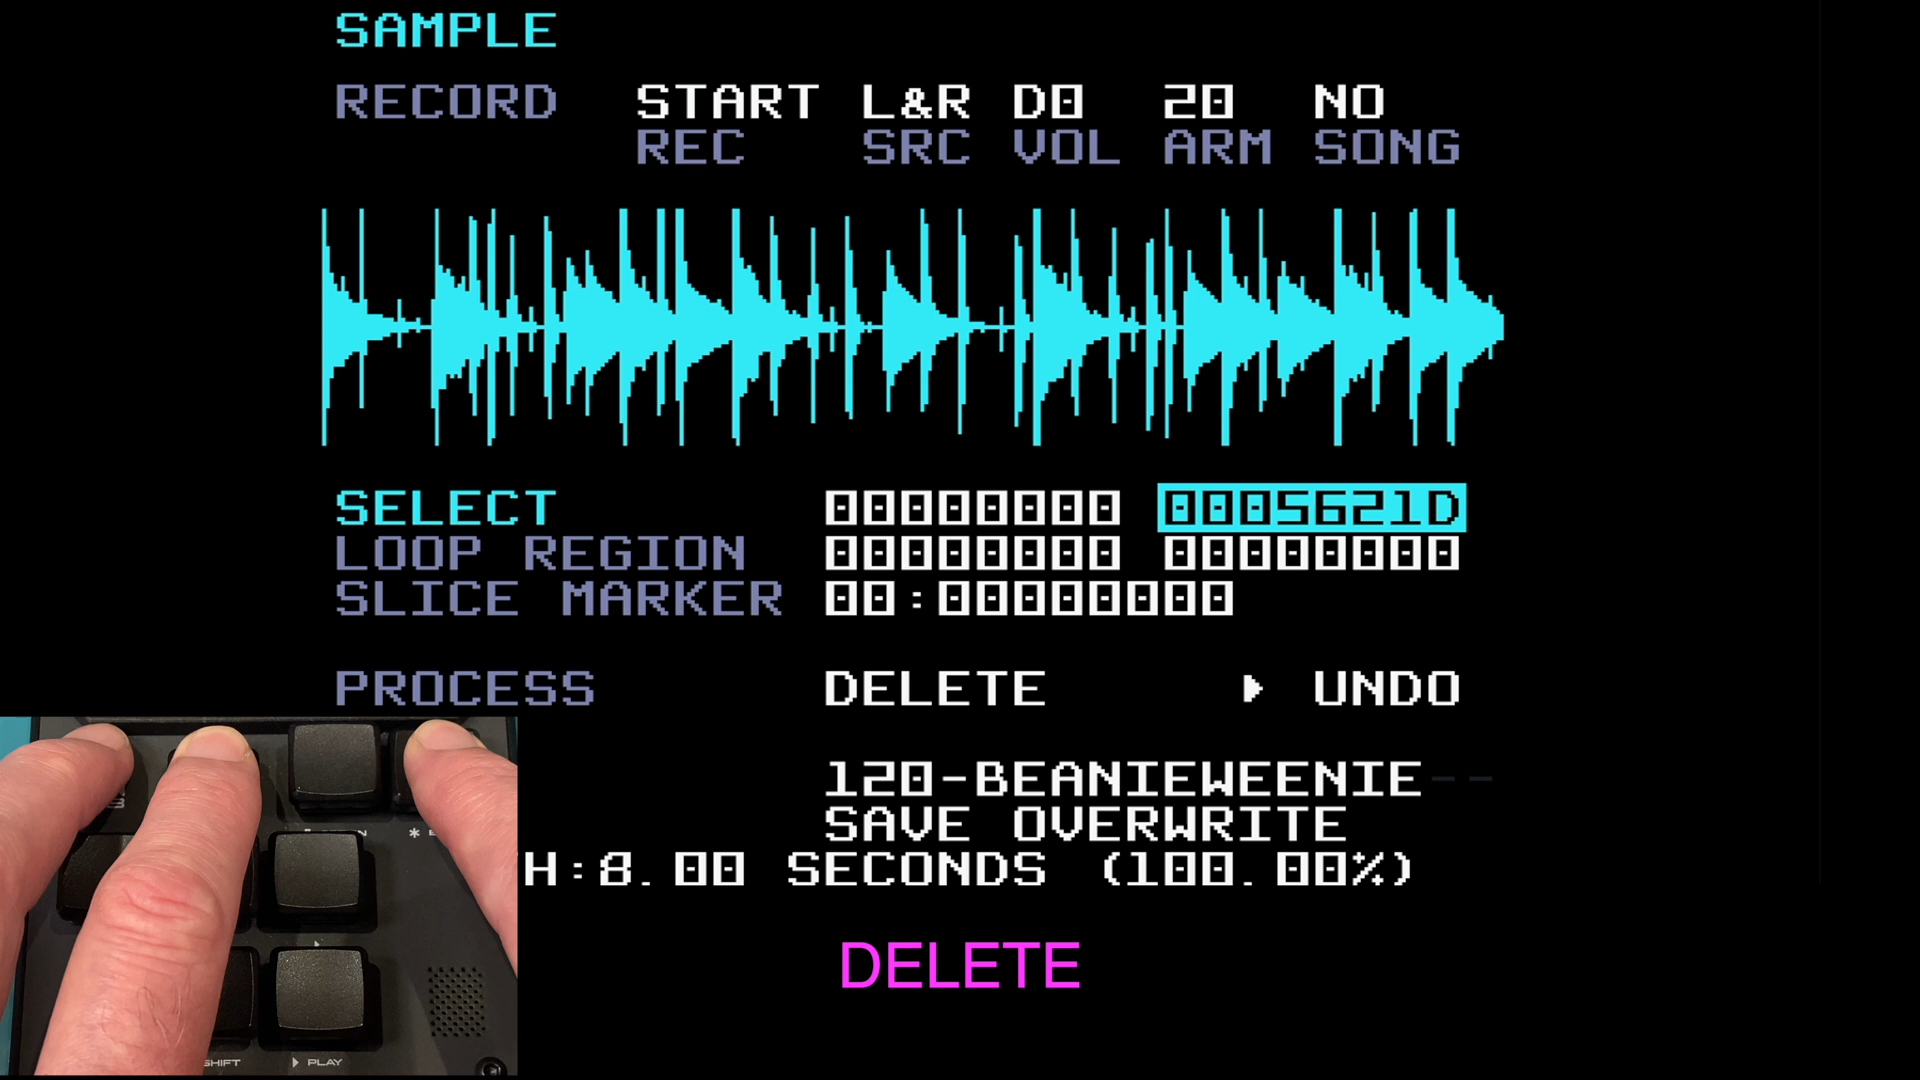 SAMPLE
RECORD START L&R D0 20 NO
REC SRC VOL ARM SONG
SELECT 00000000 0005621D
LOOP REGION 00000000 00000000
SLICE MARKER 00:00000000
PROCESS DELETE ▸ UNDO
120-BEANIEWEENIE--
SAVE OVERWRITE
H:8.00 SECONDS (100.00%)
DELETE
SHIFT
PLAY